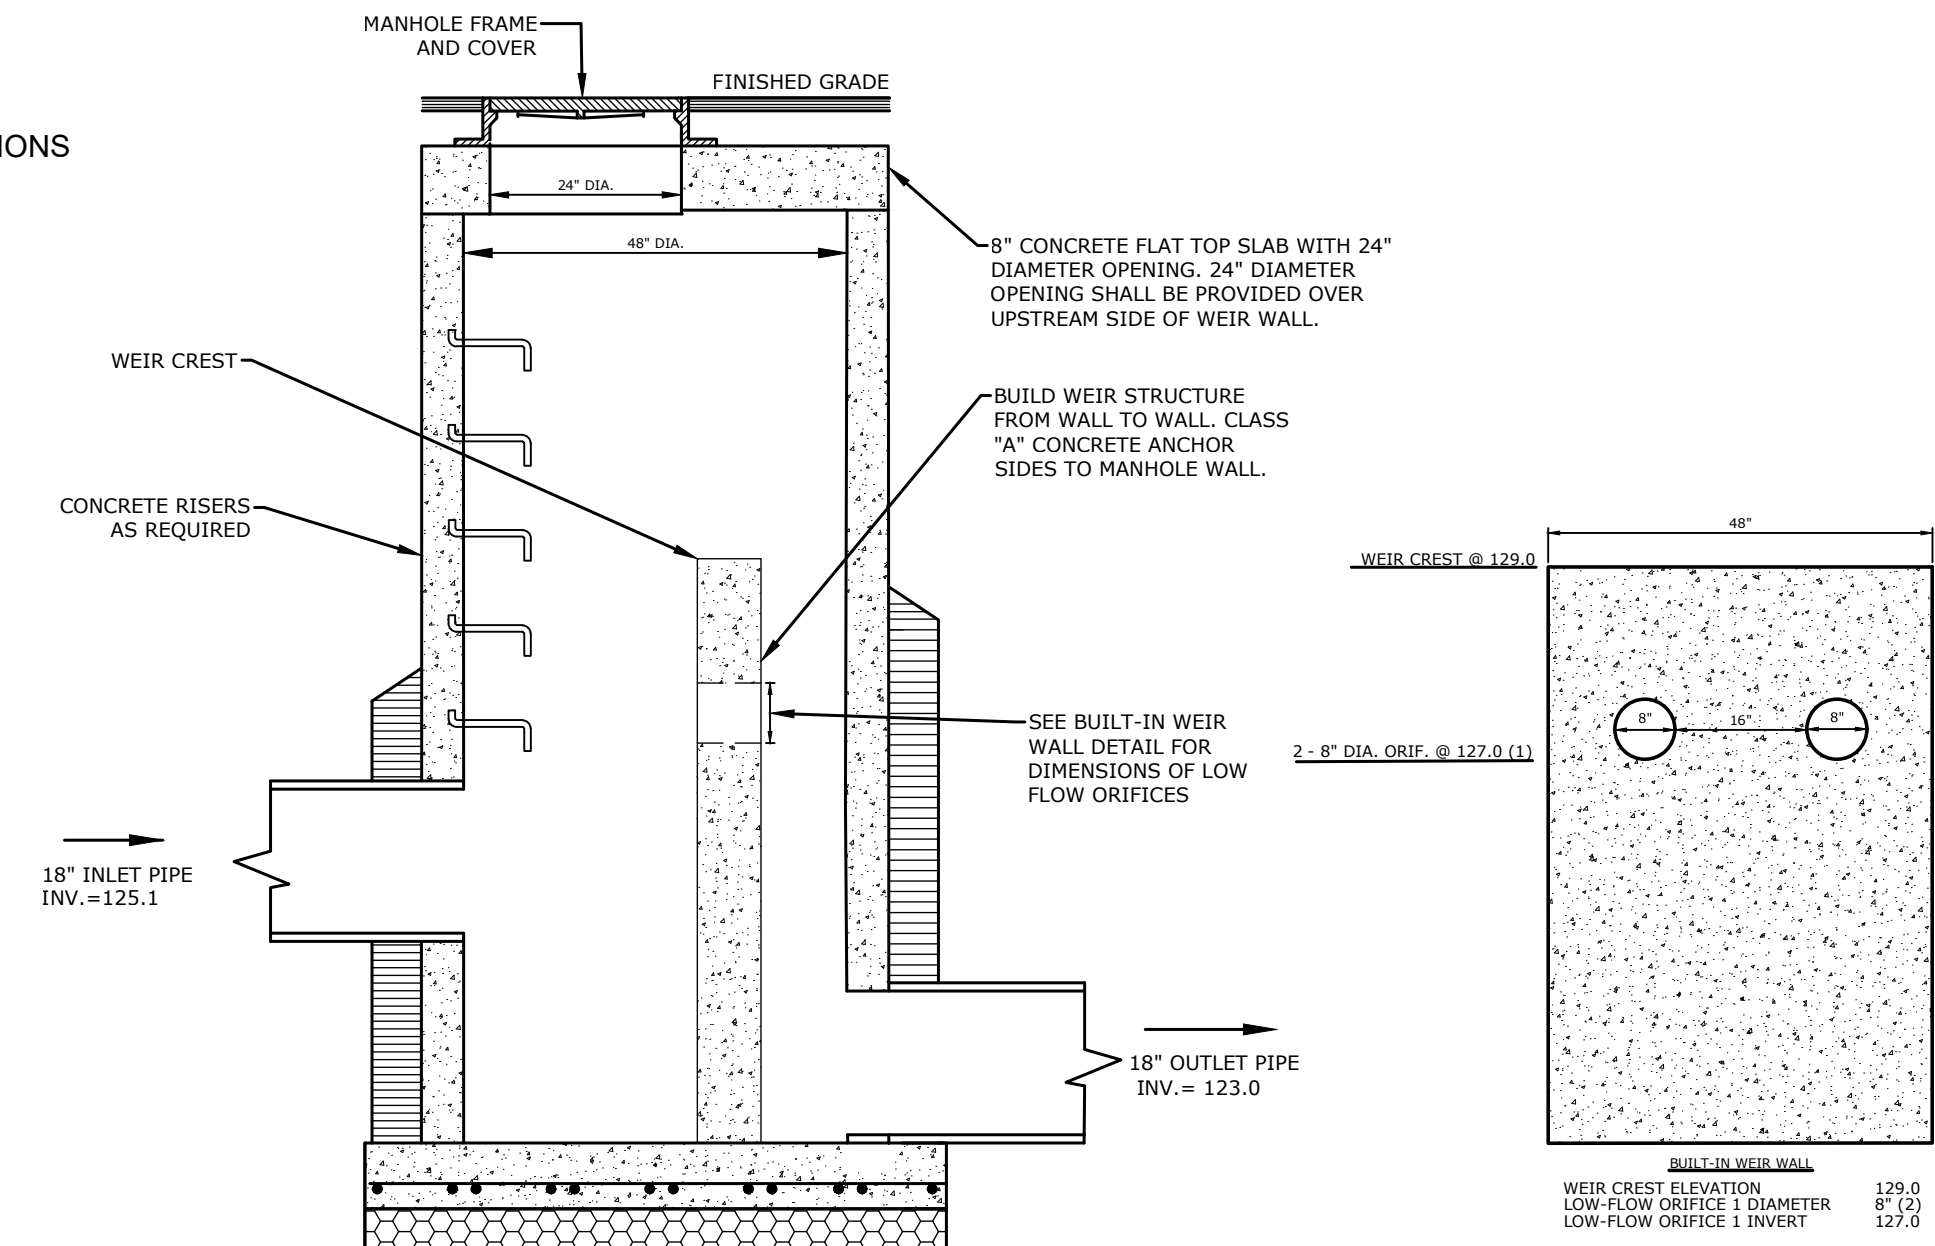 MANHOLE FRAME
AND COVER
FINISHED GRADE
IONS
24" DIA.
48" DIA.
8" CONCRETE FLAT TOP SLAB WITH 24"
DIAMETER OPENING. 24" DIAMETER
OPENING SHALL BE PROVIDED OVER
UPSTREAM SIDE OF WEIR WALL.
WEIR CREST
BUILD WEIR STRUCTURE
FROM WALL TO WALL. CLASS
"A" CONCRETE ANCHOR
SIDES TO MANHOLE WALL.
CONCRETE RISERS
AS REQUIRED
SEE BUILT-IN WEIR
WALL DETAIL FOR
DIMENSIONS OF LOW
FLOW ORIFICES
18" INLET PIPE
INV.=125.1
18" OUTLET PIPE
INV.= 123.0
48"
WEIR CREST @ 129.0
8"
16"
8"
2 - 8" DIA. ORIF. @ 127.0 (1)
BUILT-IN WEIR WALL
WEIR CREST ELEVATION 129.0
LOW-FLOW ORIFICE 1 DIAMETER 8" (2)
LOW-FLOW ORIFICE 1 INVERT 127.0